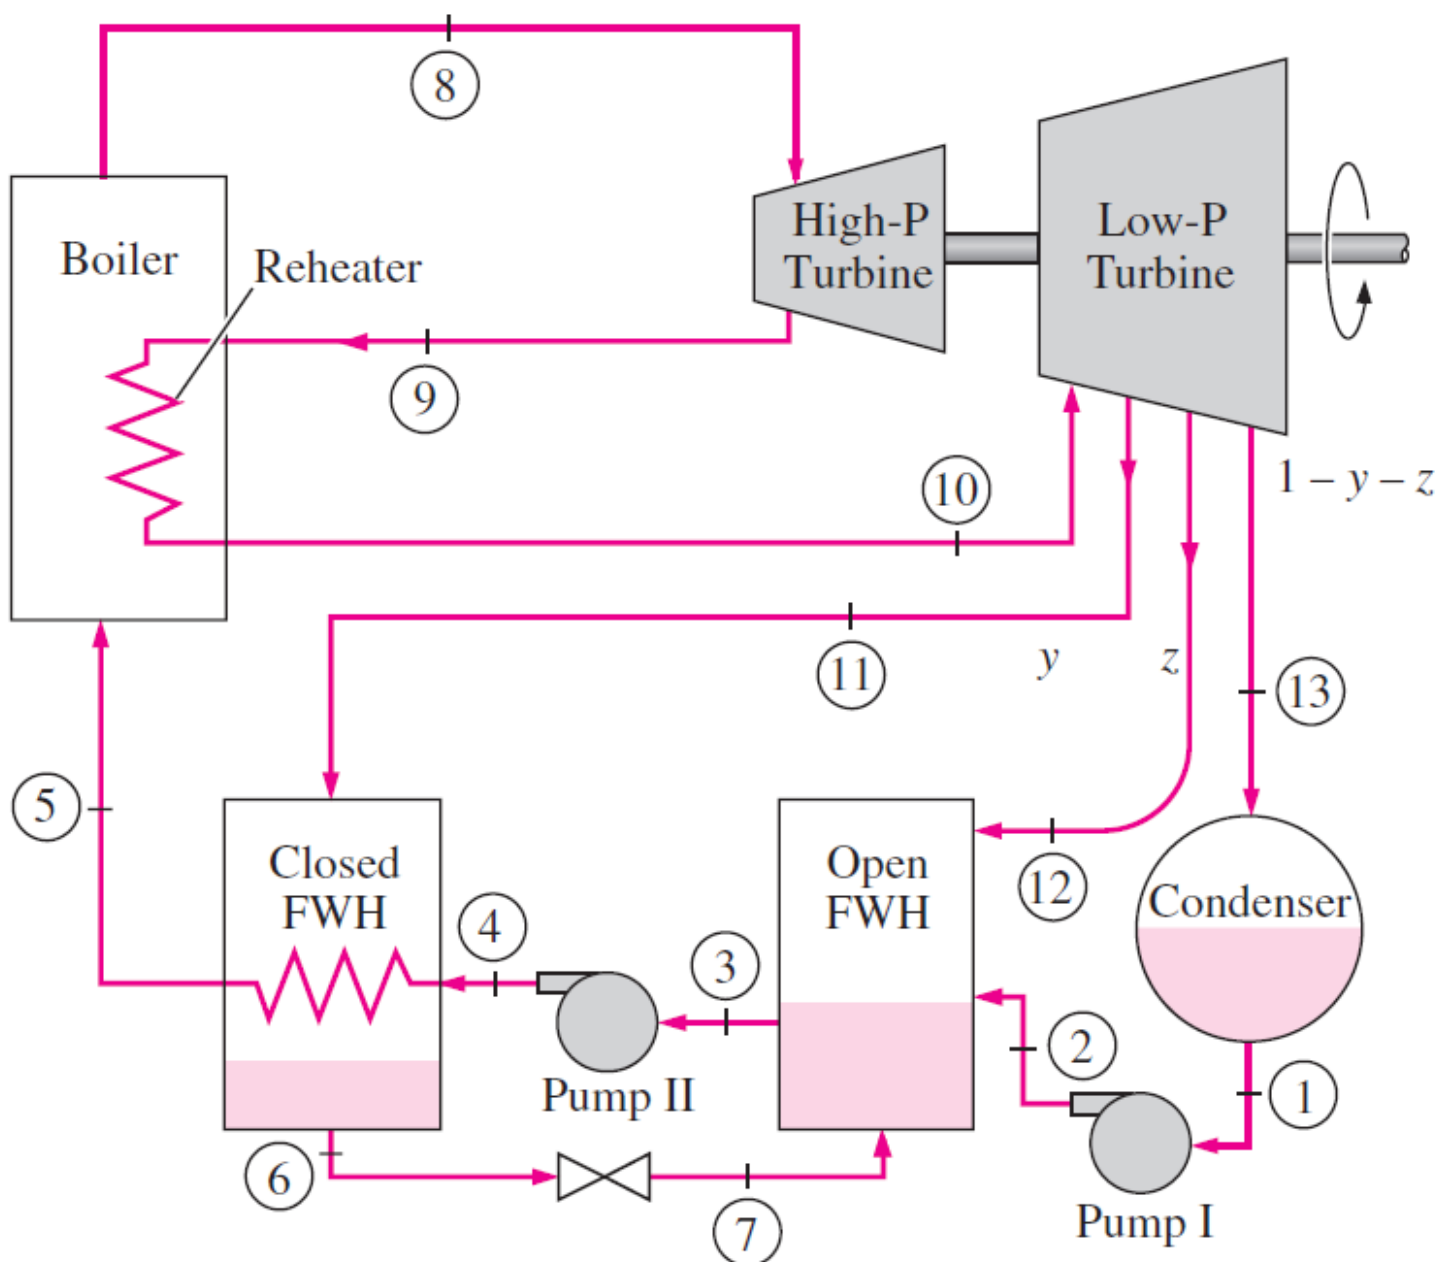 8
High-P
Turbine
Low-P
Turbine
Boiler
Reheater
9
10
1 – y – z
11
y
z
13
5
Closed
FWH
Open
FWH
12
Condenser
4
3
2
Pump II
1
6
7
Pump I